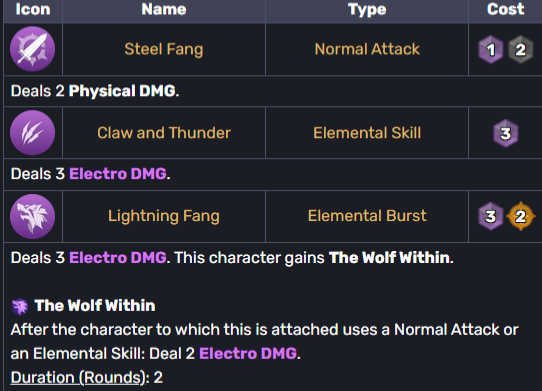 Icon Name Type Cost
Steel Fang Normal Attack 1 2
Deals 2 Physical DMG.
Claw and Thunder Elemental Skill 3
Deals 3 Electro DMG.
Lightning Fang Elemental Burst 3 2
Deals 3 Electro DMG. This character gains The Wolf Within.
The Wolf Within
After the character to which this is attached uses a Normal Attack or
an Elemental Skill: Deal 2 Electro DMG.
Duration (Rounds): 2